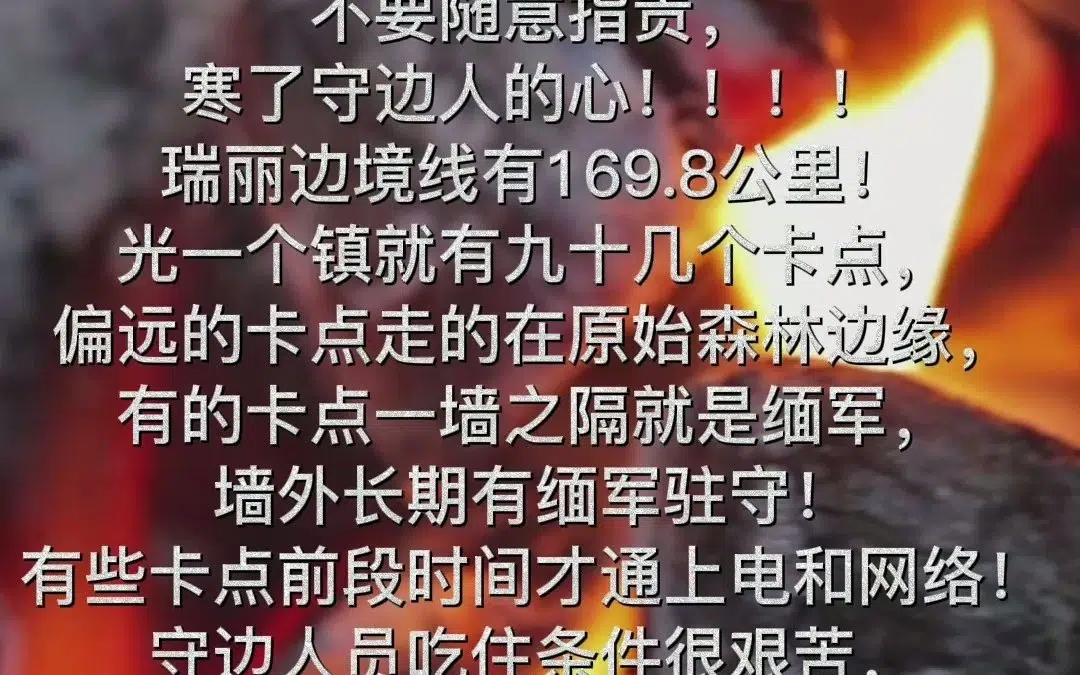 不要随意指责，
寒了守边人的心！！！！
瑞丽边境线有169.8公里！
光一个镇就有九十几个卡点，
偏远的卡点走的在原始森林边缘，
有的卡点一墙之隔就是缅军，
墙外长期有缅军驻守！
有些卡点前段时间才通上电和网络！
守边人员吃住条件很艰苦，